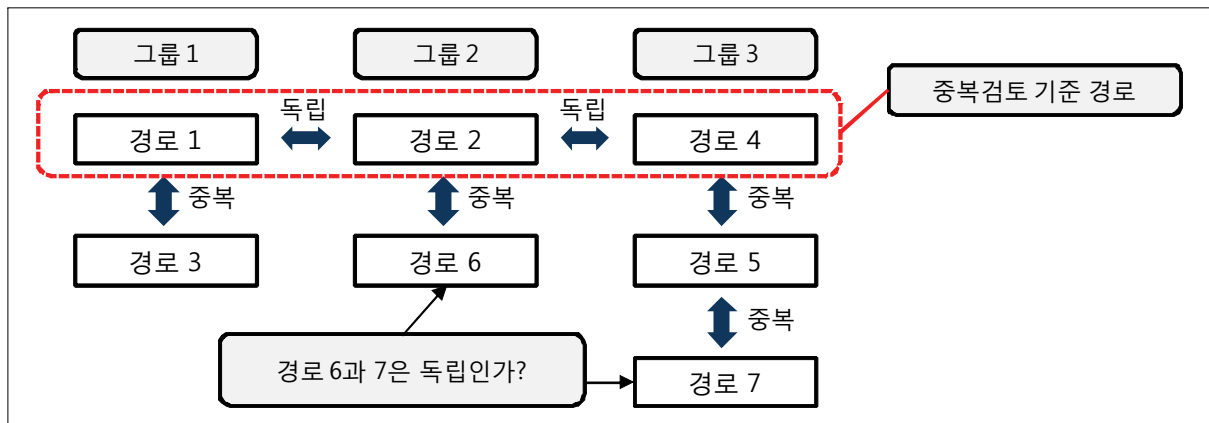 그룹 1
그룹 2
그룹 3
중복검토 기준 경로
독립
독립
경로 1
경로 2
경로 4
중복
중복
중복
경로 3
경로 6
경로 5
중복
경로 6과 7은 독립인가?
경로 7